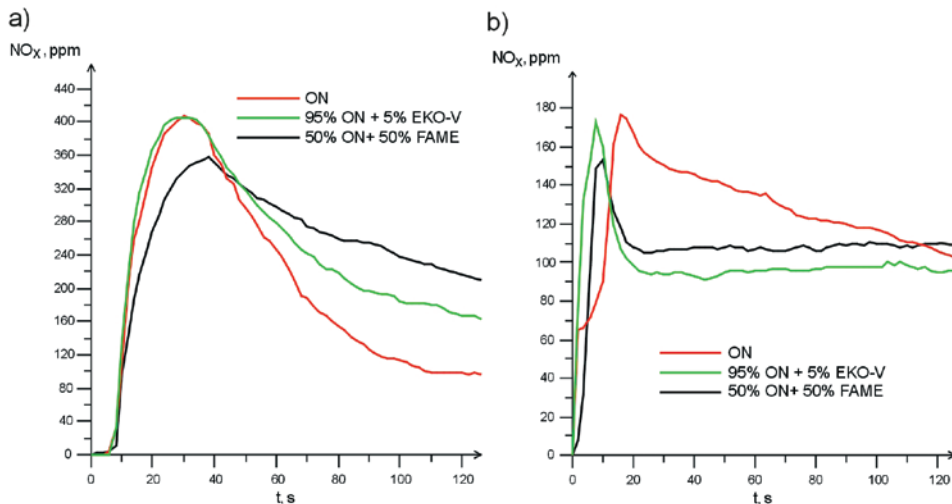 a)
NOx, ppm
440
400
360
320
280
240
200
160
120
80
40
0
0 20 40 60 80 100 120
t, s
ON
95% ON + 5% EKO-V
50% ON+ 50% FAME
b)
NOx, ppm
180
160
140
120
100
80
60
40
20
0
0 20 40 60 80 100 120
t, s
ON
95% ON + 5% EKO-V
50% ON+ 50% FAME